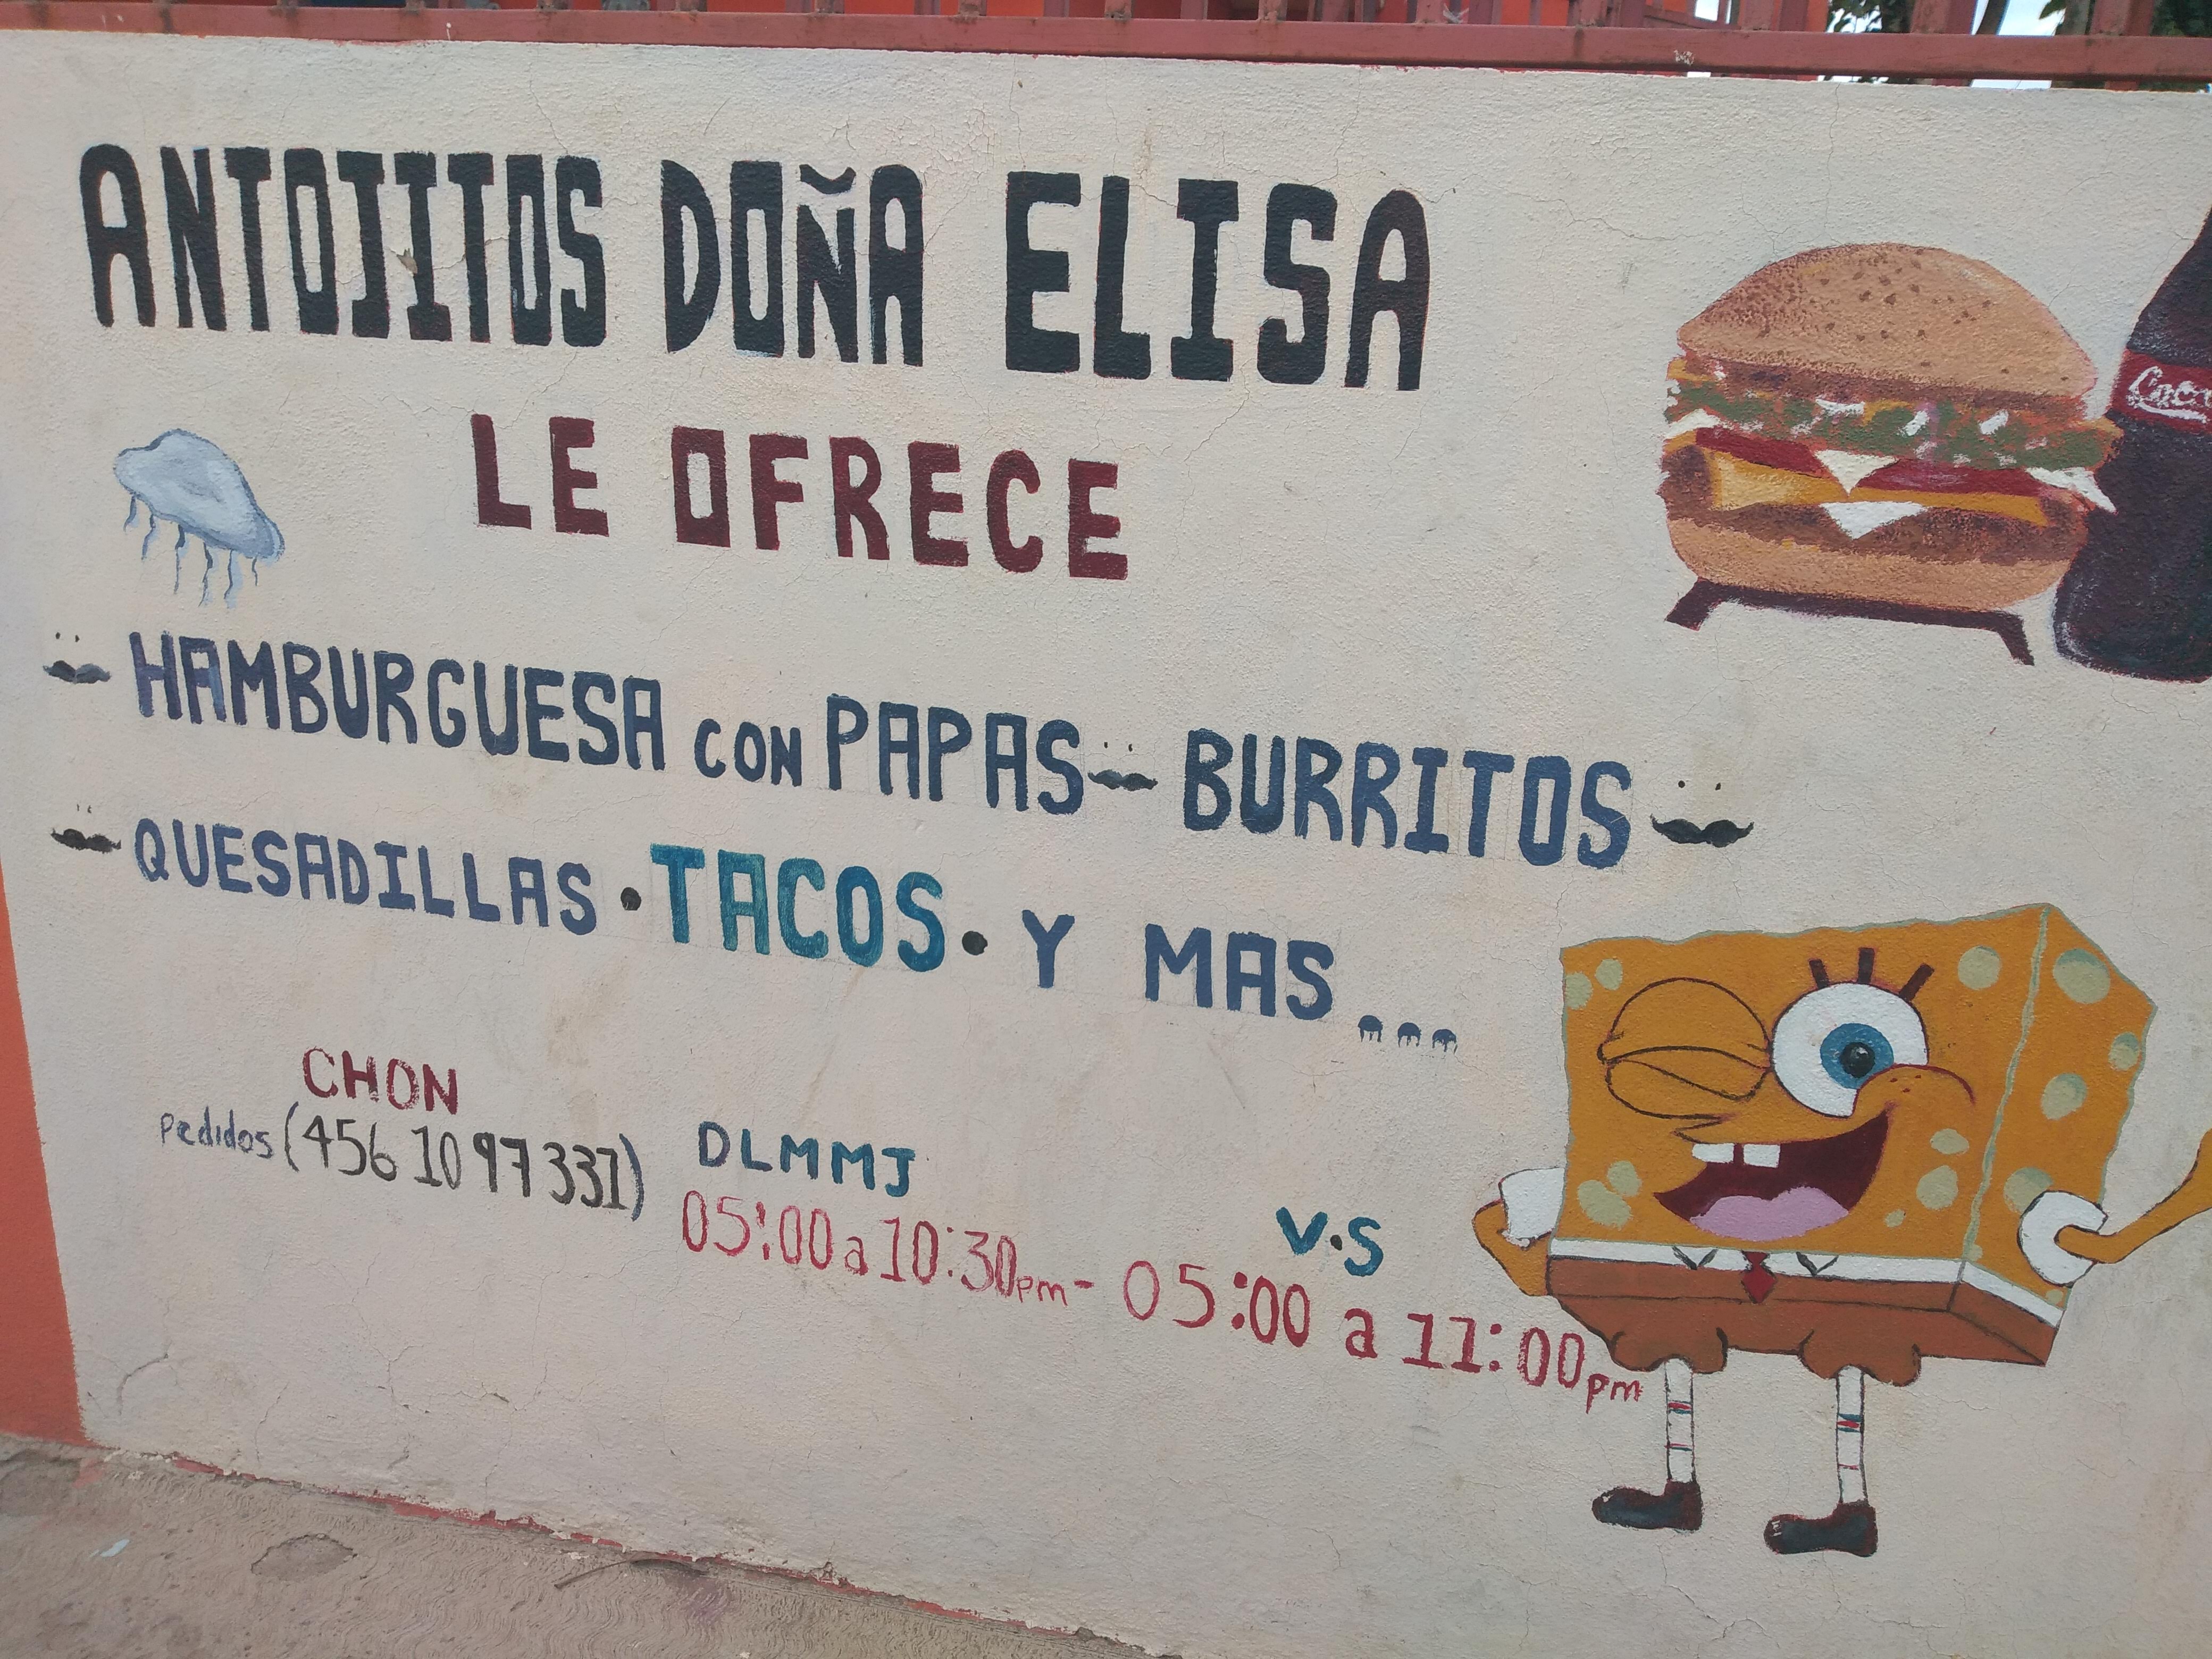 ANTOJITOS DOÑA ELISA
LE OFRECE
HAMBURGUESA CON PAPAS BURRITOS
QUESADILLAS • TACOS • Y MAS...
CHON
Pedidos (456 10 97 331)
DLMMJ
05:00 a 10:30pm - 05:00 a 11:00pm
V•S